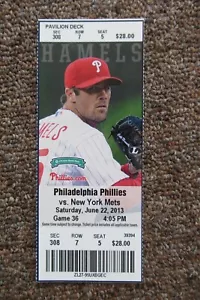 PAVILION DECK
SEC ROW SEAT
308 7 5 $28.00
HAMELS
Phillies.com
Philadelphia Phillies
vs. New York Mets
Saturday, June 22, 2013
Game 36 4:05 PM
SEC ROW SEAT
308 7 5 $28.00